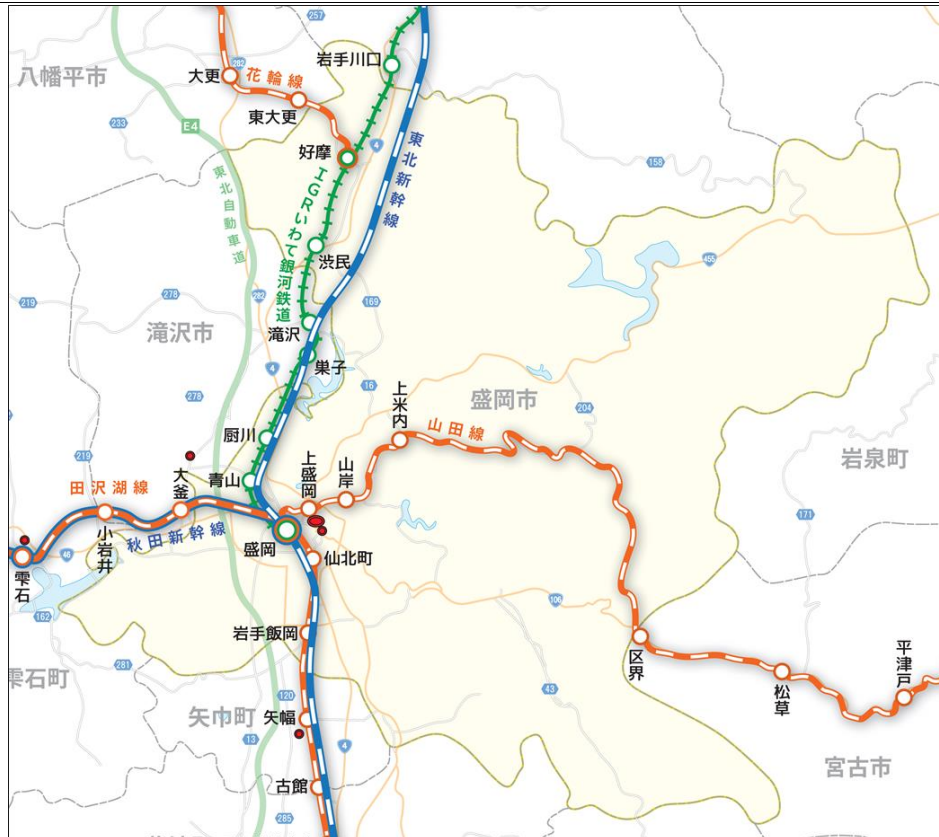 257
岩手川口
八幡平市
大更
282
花輪線
東大更
233
E4
東北新幹線
4
好摩
158
東北自動車道
IGRいわて銀河鉄道
渋民
455
219
278
282
169
滝沢市
滝沢
巣子
4
16
上米内
盛岡市
278
204
山田線
厨川
岩泉町
219
大釜
青山
上盛岡
山岸
田沢湖線
171
小岩井
秋田新幹線
盛岡
仙北町
46
雫石
106
162
岩手飯岡
区界
平津戸
281
松草
雫石町
120
43
矢巾町
矢幅
13
4
宮古市
古館
285